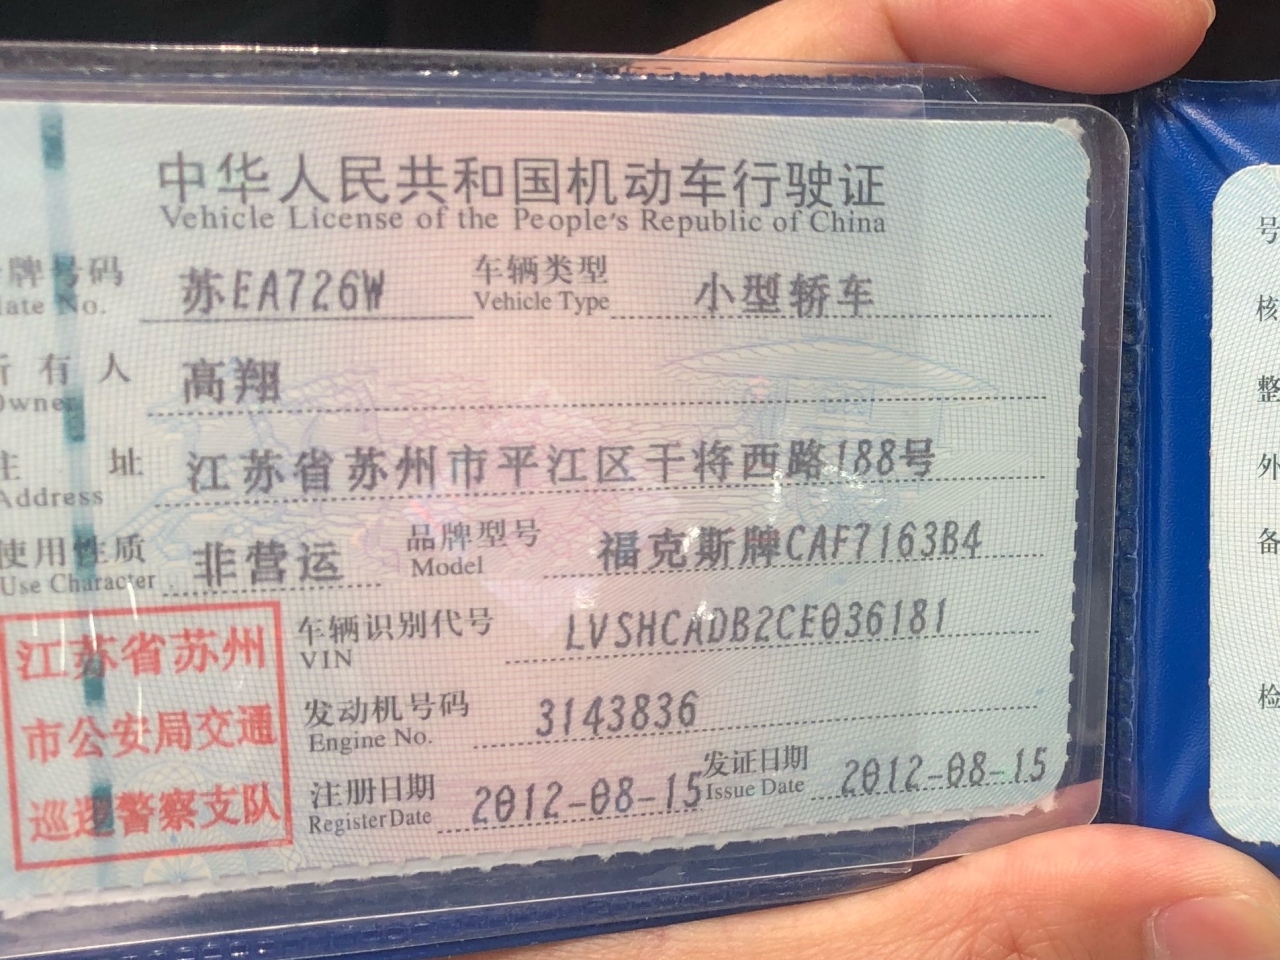 中华人民共和国机动车行驶证
Vehicle License of the People's Republic of China
牌号码 苏EA726W 车辆类型 小型轿车
late No. Vehicle Type
所有人 高翔
Owner
住址 江苏省苏州市平江区干将西路188号
Address
使用性质 非营运 品牌型号 福克斯牌CAF7163B4
Use Character Model
车辆识别代号 LVSHCADB2CE036181
VIN
发动机号码 3143836
Engine No.
注册日期 2012-08-15 发证日期 2012-08-15
Register Date Issue Date
江苏省苏州
市公安局交通
巡逻警察支队
号
核
整
外
备
检